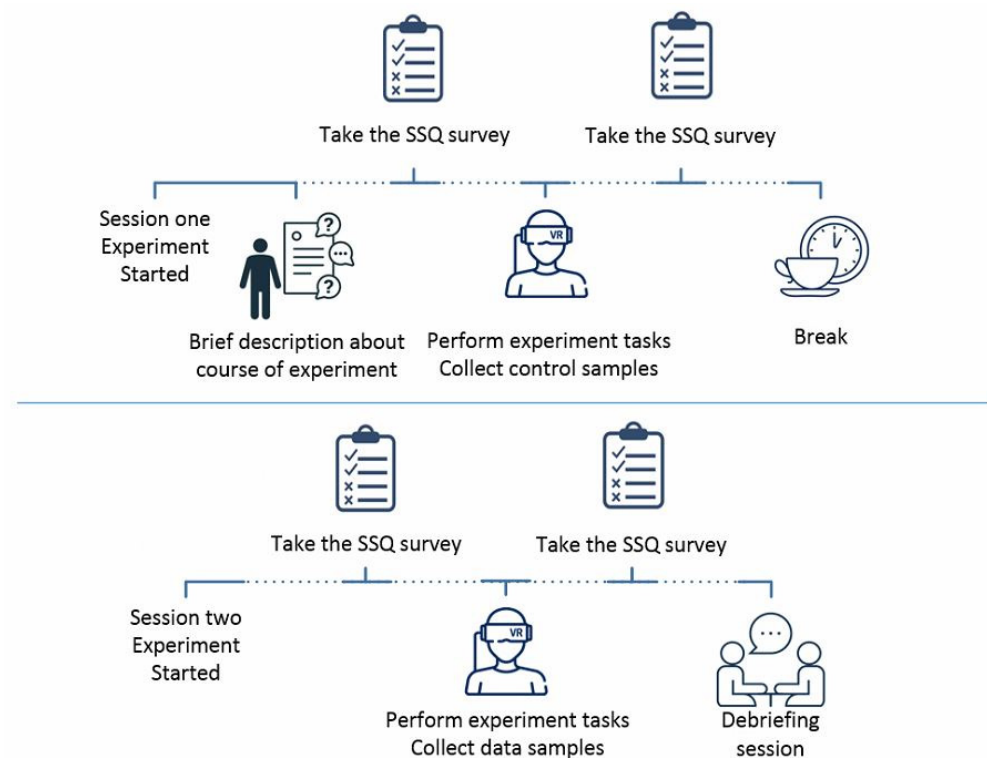 Take the SSQ survey
Take the SSQ survey
Session one
Experiment
Started
VR
Brief description about
course of experiment
Perform experiment tasks
Collect control samples
Break
Take the SSQ survey
Take the SSQ survey
Session two
Experiment
Started
VR
Perform experiment tasks
Collect data samples
Debriefing
session